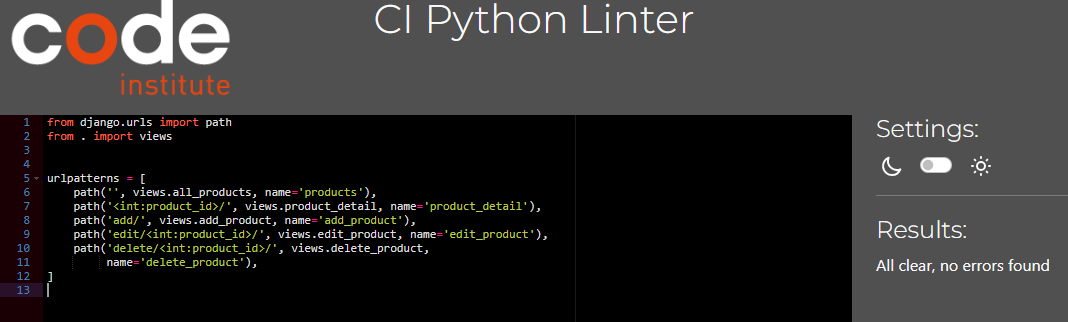 code
institute
CI Python Linter
1 from django.urls import path
2 from . import views
3
4
5 urlpatterns = [
6     path('', views.all_products, name='products'),
7     path('<int:product_id>/', views.product_detail, name='product_detail'),
8     path('add/', views.add_product, name='add_product'),
9     path('edit/<int:product_id>/', views.edit_product, name='edit_product'),
10     path('delete/<int:product_id>/', views.delete_product,
11          name='delete_product'),
12 ]
13
Settings:
Results:
All clear, no errors found